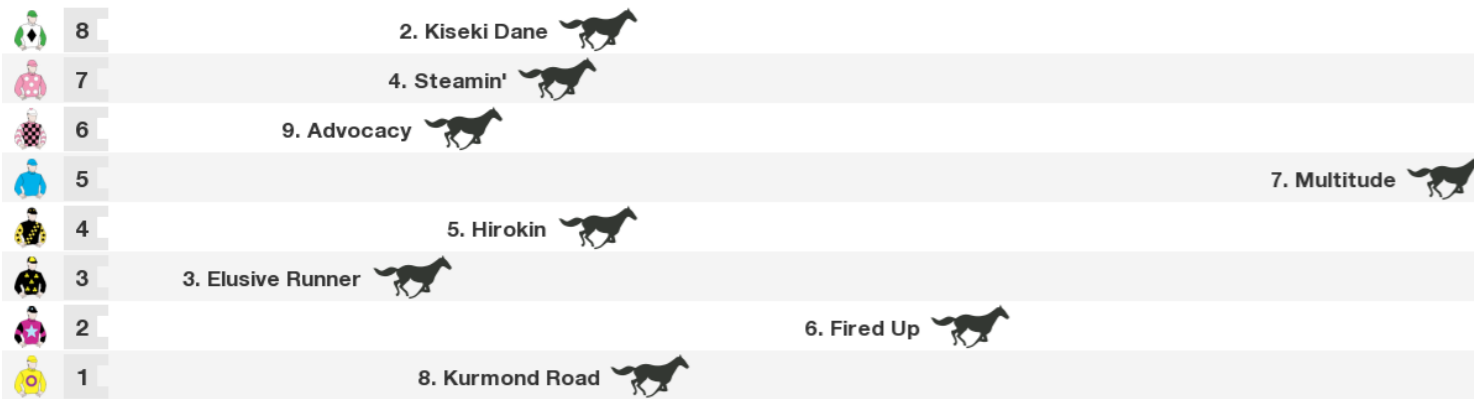 8 2. Kiseki Dane
7 4. Steamin'
6 9. Advocacy
5 7. Multitude
4 5. Hirokin
3 3. Elusive Runner
2 6. Fired Up
1 8. Kurmond Road